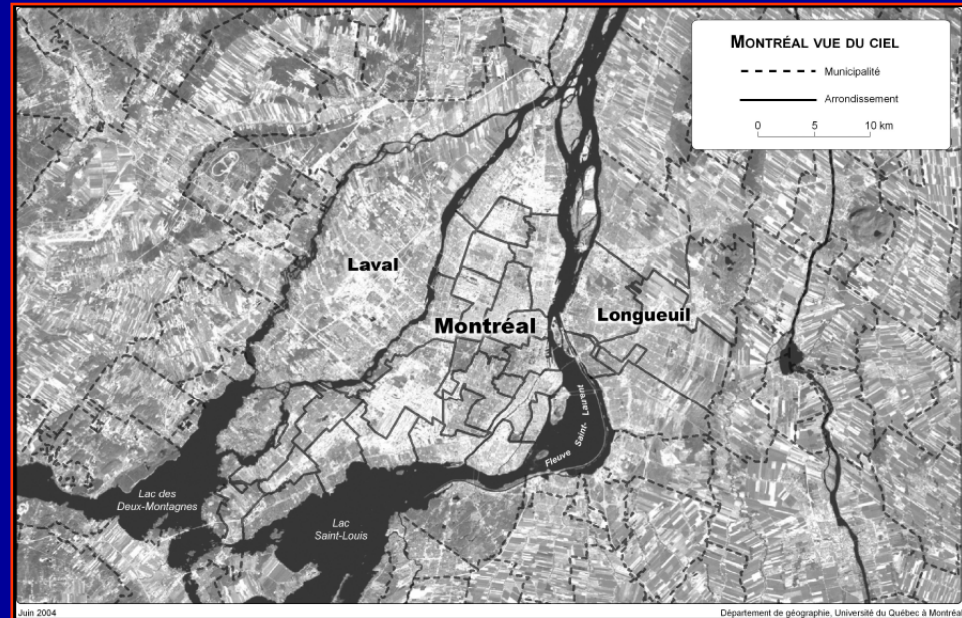 MONTRÉAL VUE DU CIEL
Municipalité
Arrondissement
0 5 10 km
Laval
Montréal
Longueuil
Fleuve Saint- Laurent
Lac des
Deux-Montagnes
Lac
Saint-Louis
Juin 2004
Département de géographie, Université du Québec à Montréal